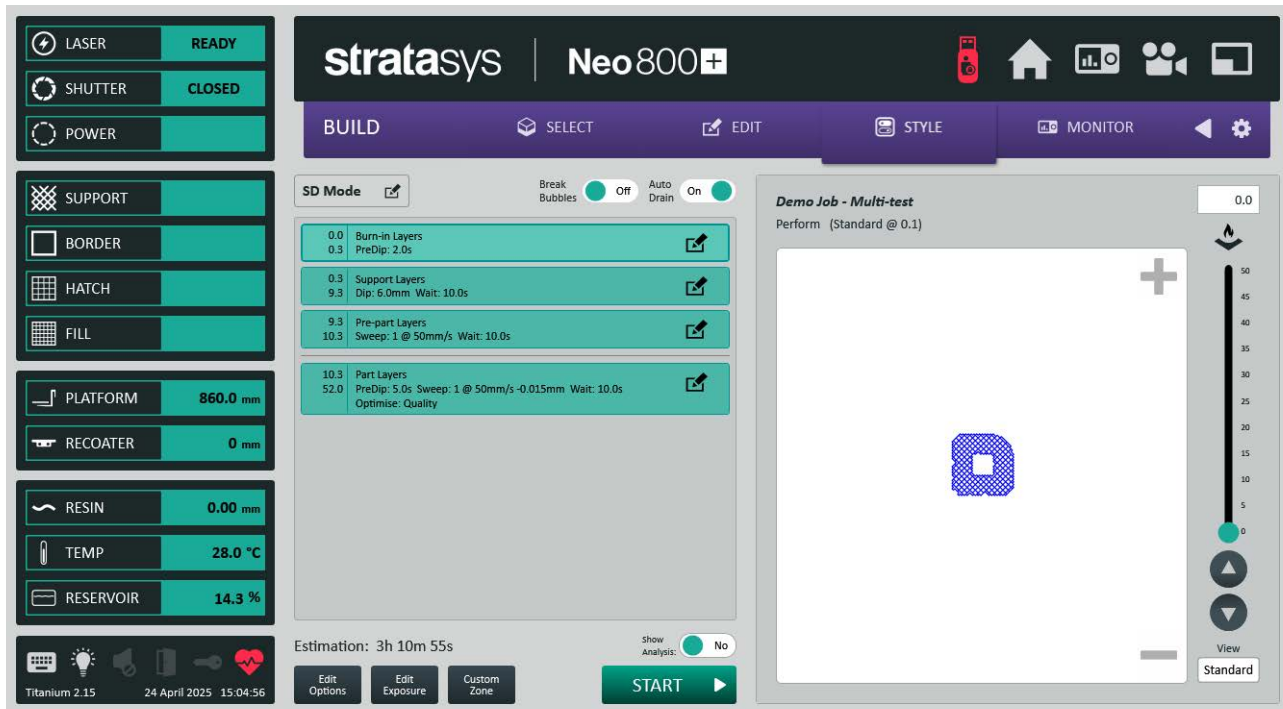 LASER READY
SHUTTER CLOSED
POWER
SUPPORT
BORDER
HATCH
FILL
PLATFORM 860.0 mm
RECOATER 0 mm
RESIN 0.00 mm
TEMP 28.0 °C
RESERVOIR 14.3 %
Titanium 2.15 24 April 2025 15:04:56
stratasys Neo800+
BUILD SELECT EDIT STYLE MONITOR
SD Mode
Break Bubbles Off
Auto Drain On
0.0 Burn-in Layers
0.3 PreDip: 2.0s
0.3 Support Layers
9.3 Dip: 6.0mm Wait: 10.0s
9.3 Pre-part Layers
10.3 Sweep: 1 @ 50mm/s Wait: 10.0s
10.3 Part Layers
52.0 PreDip: 5.0s Sweep: 1 @ 50mm/s -0.015mm Wait: 10.0s
Optimise: Quality
Estimation: 3h 10m 55s
Show Analysis: No
Edit Options
Edit Exposure
Custom Zone
START
Demo Job - Multi-test
Perform (Standard @ 0.1)
0.0
50
45
40
35
30
25
20
15
10
5
0
View
Standard